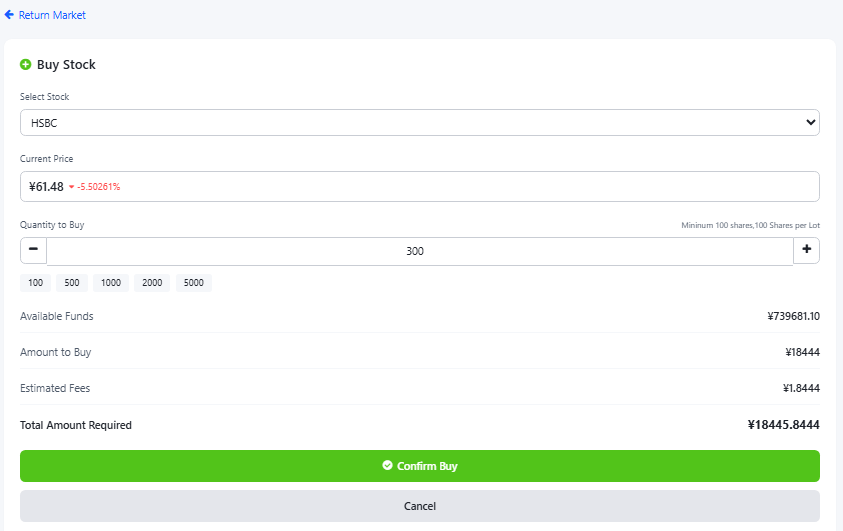 Return Market
Buy Stock
Select Stock
HSBC
Current Price
¥61.48 -5.50261%
Quantity to Buy Mininum 100 shares,100 Shares per Lot
300
100 500 1000 2000 5000
Available Funds ¥739681.10
Amount to Buy ¥18444
Estimated Fees ¥1.8444
Total Amount Required ¥18445.8444
Confirm Buy
Cancel